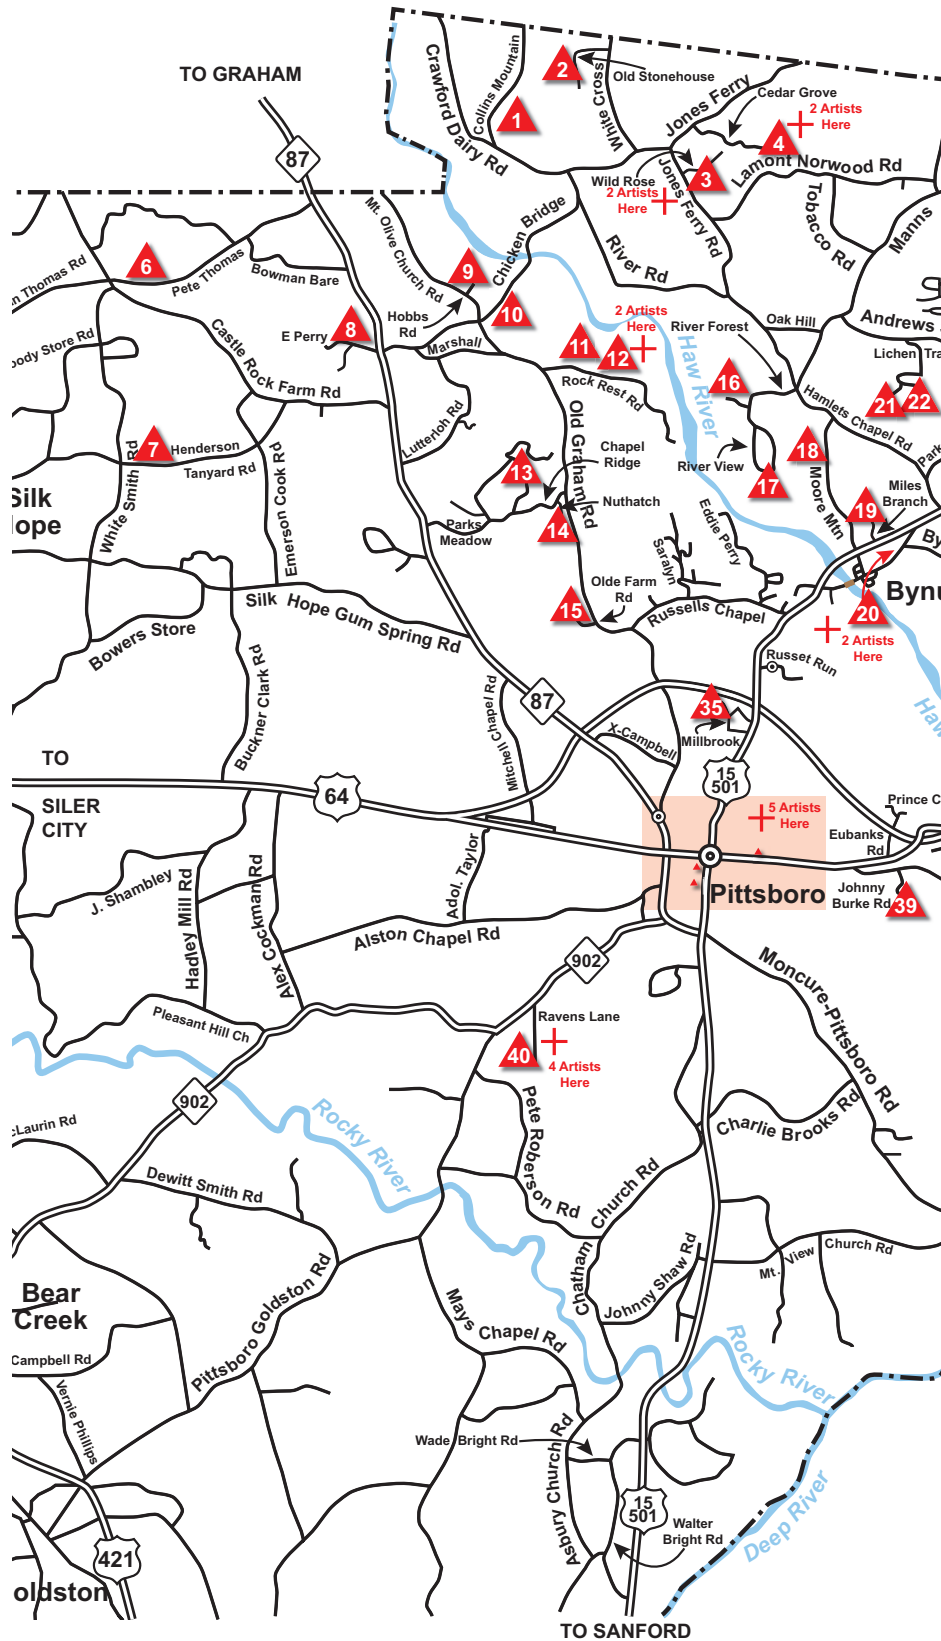 TO GRAHAM
87
Crawford Dairy Rd
Collins Mountain
1
2
Old Stonehouse
White Cross
Jones Ferry
Cedar Grove
2 Artists
Here
4
Lamont Norwood Rd
Wild Rose
3
2 Artists
Here
Jones Ferry Rd
Tobacco Rd
Manns
River Rd
Chicken Bridge
Mt. Olive Church Rd
n Thomas Rd
6
Pete Thomas
Bowman Bare
9
Hobbs
Rd
10
E Perry
8
Marshall
2 Artists
Here
River Forest
Oak Hill
Andrews
11
12
Rock Rest Rd
Haw River
16
Lichen Tra
21
22
Hamlets Chapel Rd
Park
oody Store Rd
Castle Rock Farm Rd
Lutterloh Rd
Old Graham Rd
7
Henderson
Tanyard Rd
White Smith Rd
Emerson Cook Rd
Silk
Hope
13
Chapel
Ridge
Nuthatch
14
Parks
Meadow
River View
17
18
Moore Mtn
Miles
Branch
19
By
Eddie Perry
Saralyn
15
Olde Farm
Rd
Russells Chapel
20
Bynu
2 Artists
Here
Russet Run
Haw
Silk Hope Gum Spring Rd
Bowers Store
Buckner Clark Rd
Mitchell Chapel Rd
87
35
Millbrook
X-Campbell
TO
SILER
CITY
64
15
501
5 Artists
Here
Prince C
Eubanks
Rd
Pittsboro
Johnny
Burke Rd
39
J. Shambley
Hadley Mill Rd
Alex Cockman Rd
Adol. Taylor
Alston Chapel Rd
902
Moncure-Pittsboro Rd
Pleasant Hill Ch
Ravens Lane
40
4 Artists
Here
902
cLaurin Rd
Rocky River
Pete Roberson Rd
Charlie Brooks Rd
Dewitt Smith Rd
Chatham Church Rd
Johnny Shaw Rd
Mt. View Church Rd
Bear
Creek
Pittsboro Goldston Rd
Mays Chapel Rd
Rocky River
Campbell Rd
Vernie Phillips
Wade Bright Rd
Asbury Church Rd
Deep River
15
501
Walter
Bright Rd
421
oldston
TO SANFORD